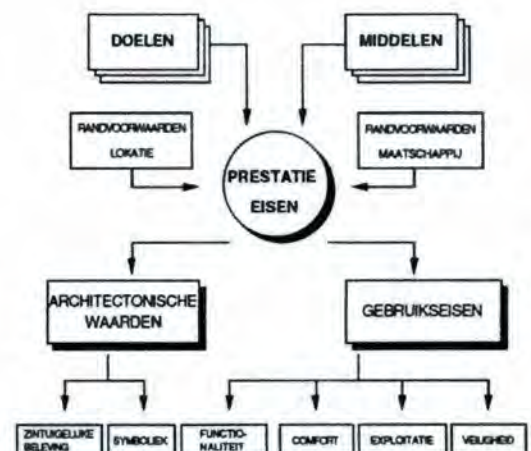 DOELEN
MIDDELEN
RANDVOORWAARDEN
LOKATIE
RANDVOORWAARDEN
MAATSCHAPPIJ
PRESTATIE
EISEN
ARCHITECTONISCHE
WAARDEN
GEBRUIKSEISEN
ZINTUIGELIJKE
BELEVING
SYMBOLIEK
FUNCTIO-
NALITEIT
COMFORT
EXPLOITATIE
VEILIGHEID